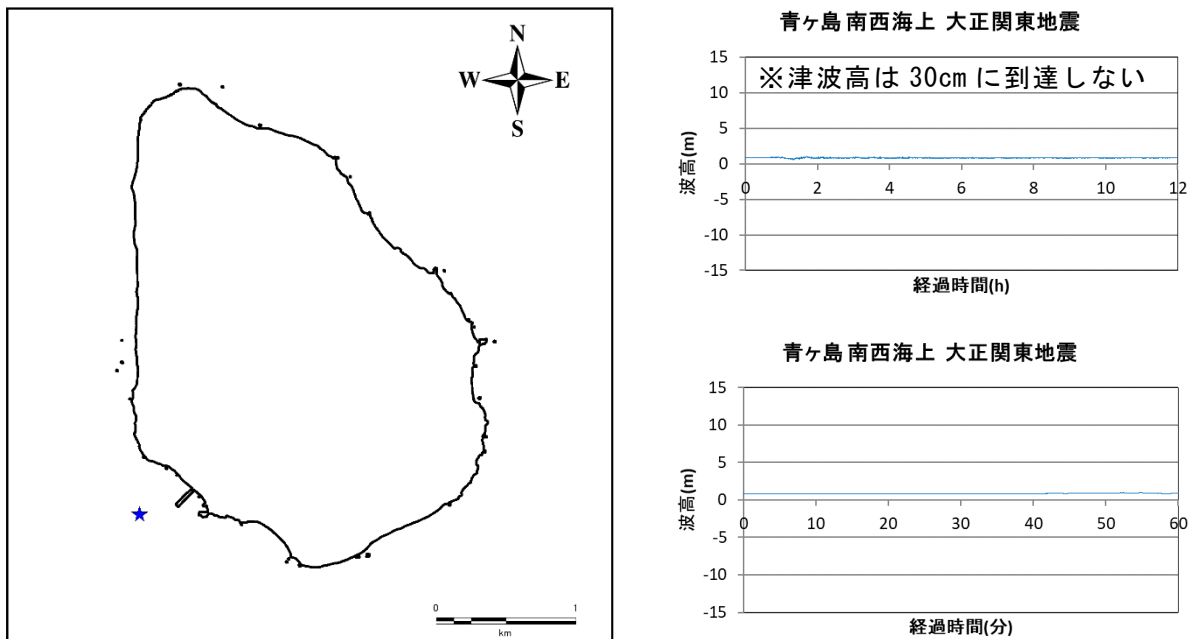 N
W E
S
0 1
km
青ヶ島 南西海上 大正関東地震
※津波高は 30cm に到達しない
15
10
5
0
-5
-10
-15
0 2 4 6 8 10 12
波高(m)
経過時間(h)
青ヶ島 南西海上 大正関東地震
15
10
5
0
-5
-10
-15
0 10 20 30 40 50 60
波高(m)
経過時間(分)